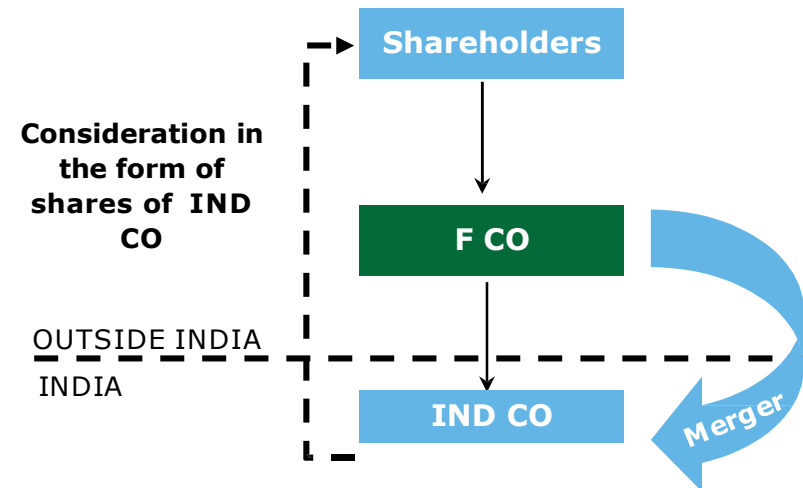 Shareholders
Consideration in
the form of
shares of IND
CO
F CO
OUTSIDE INDIA
INDIA
IND CO
Merger